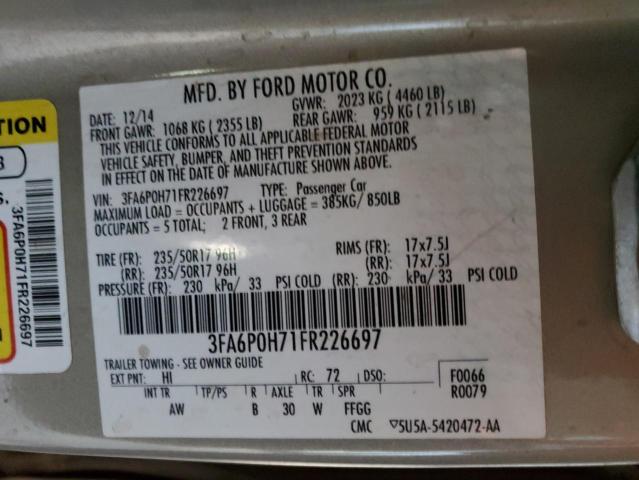 MFD. BY FORD MOTOR CO.
DATE: 12/14 GVWR: 2023 KG ( 4460 LB)
FRONT GAWR: 1068 KG ( 2355 LB) REAR GAWR: 959 KG ( 2115 LB)
THIS VEHICLE CONFORMS TO ALL APPLICABLE FEDERAL MOTOR
VEHICLE SAFETY, BUMPER, AND THEFT PREVENTION STANDARDS
IN EFFECT ON THE DATE OF MANUFACTURE SHOWN ABOVE.
VIN: 3FA6P0H71FR226697 TYPE: Passenger Car
MAXIMUM LOAD = OCCUPANTS + LUGGAGE = 385KG/ 850LB
OCCUPANTS = 5 TOTAL; 2 FRONT, 3 REAR
TIRE (FR): 235/50R17 96H RIMS (FR): 17x7.5J
(RR): 235/50R17 96H (RR): 17x7.5J
PRESSURE (FR): 230 kPa/ 33 PSI COLD (RR): 230 kPa/ 33 PSI COLD
3FA6P0H71FR226697
TRAILER TOWING - SEE OWNER GUIDE
EXT PNT: HI RC: 72 DSO: F0066
R0079
INT TR TP/PS R AXLE TR SPR
AW B 30 W FFGG
CMC 5U5A-5420472-AA
3FA6P0H71FR226697